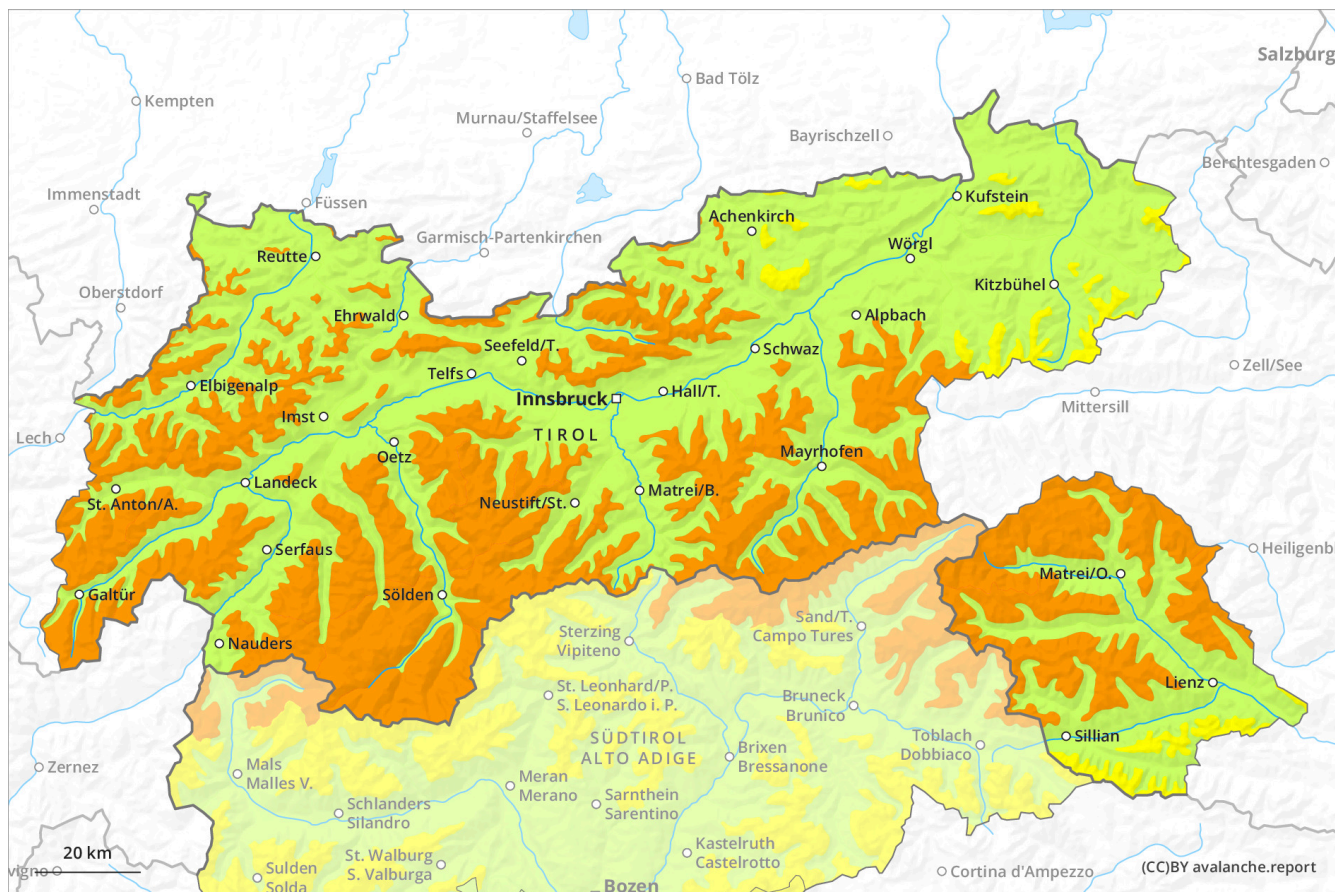 Salzburg
Bad Tölz
Kempten
Murnau/Staffelsee
Bayrischzell
Berchtesgaden
Immenstadt
Füssen
Kufstein
Achenkirch
Garmisch-Partenkirchen
Wörgl
Reutte
Kitzbühel
Oberstdorf
Ehrwald
Alpbach
Seefeld/T.
Schwaz
Zell/See
Telfs
Elbigenalp
Hall/T.
Innsbruck
Mittersill
Imst
TIROL
Lech
Mayrhofen
Oetz
Landeck
Matrei/B.
St. Anton/A.
Neustift/St.
Serfaus
Heiligenb
Matrei/O.
Galtür
Sölden
Sand/T.
Campo Tures
Sterzing
Vipiteno
Nauders
Lienz
St. Leonhard/P.
S. Leonardo i. P.
Bruneck
Brunico
SÜDTIROL
ALTO ADIGE
Toblach
Dobbiaco
Sillian
Brixen
Bressanone
Zernez
Mals
Malles V.
Meran
Merano
Sarnthein
Sarentino
Schlanders
Silandro
20 km
St. Walburg
S. Valburga
Kastelruth
Castelrotto
vigno
Sulden
Solda
Cortina d'Ampezzo
(CC)BY avalanche.report
Bozen